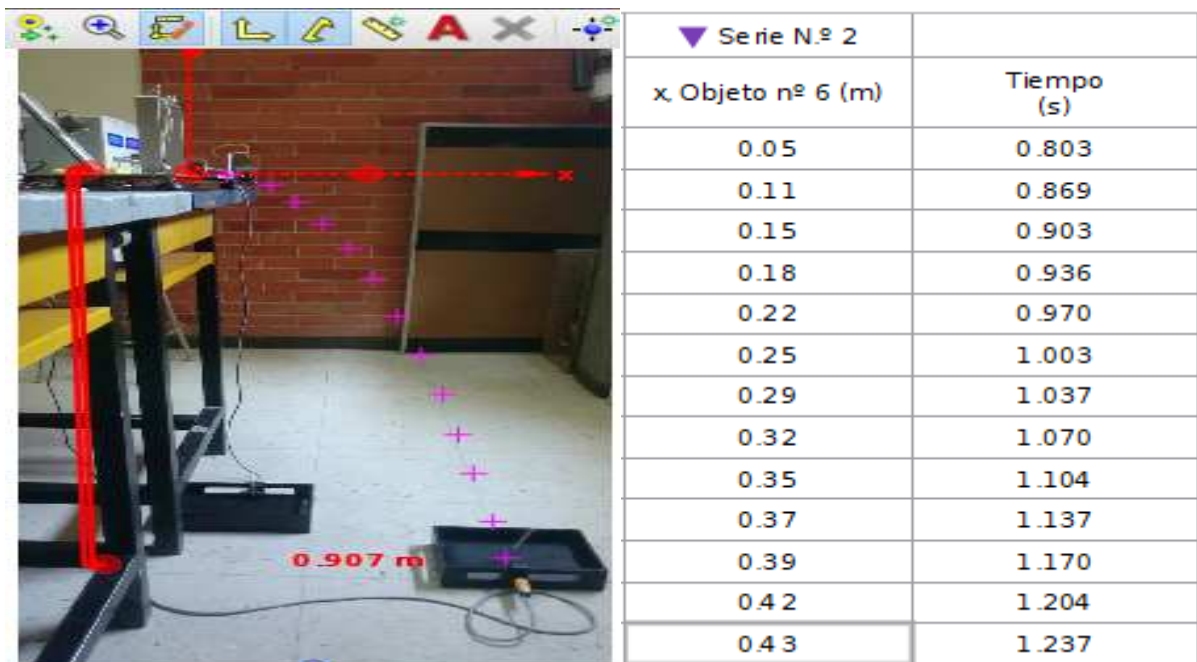 A
▼ Serie N.º 2
x, Objeto nº 6 (m) Tiempo (s)
0.05 0.803
0.11 0.869
0.15 0.903
0.18 0.936
0.22 0.970
0.25 1.003
0.29 1.037
0.32 1.070
0.35 1.104
0.37 1.137
0.39 1.170
0.42 1.204
0.43 1.237
x
0.907 m